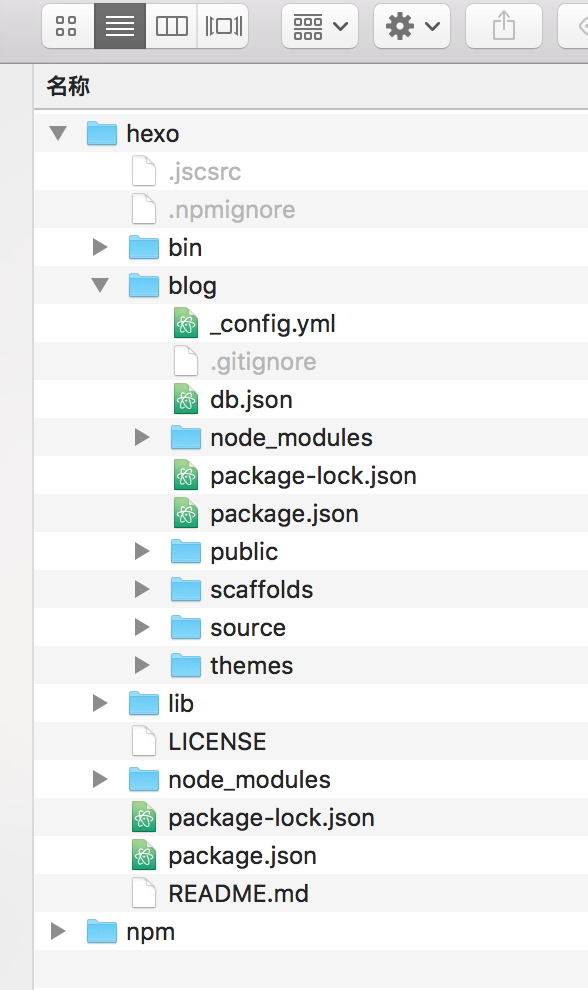 名称
hexo
.jscsrc
.npmignore
bin
blog
_config.yml
.gitignore
db.json
node_modules
package-lock.json
package.json
public
scaffolds
source
themes
lib
LICENSE
node_modules
package-lock.json
package.json
README.md
npm